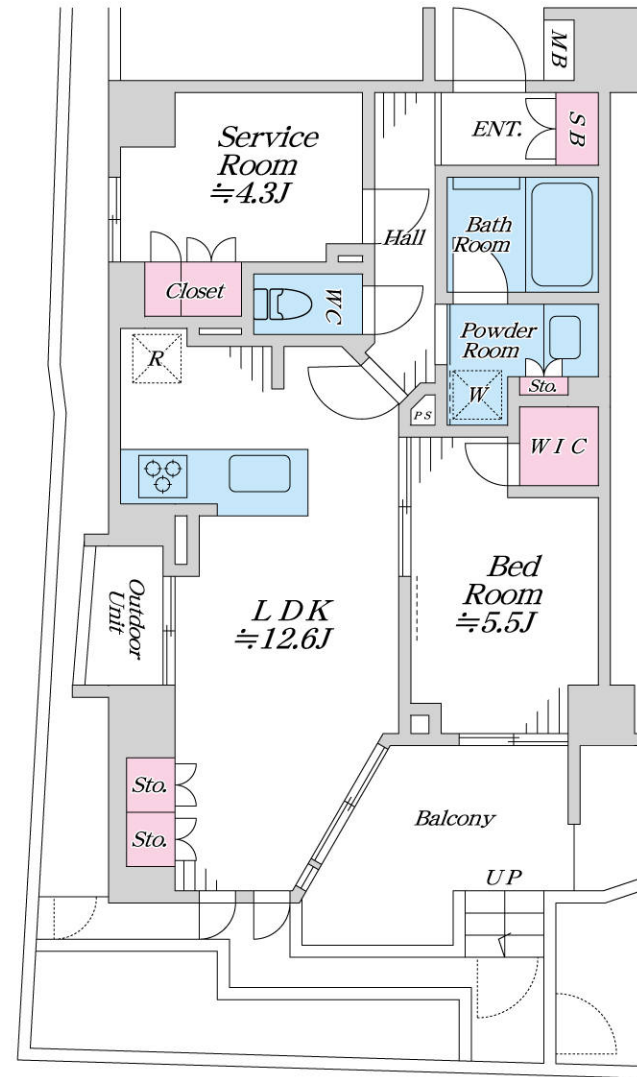 MB
Service
Room
≒4.3J
ENT.
SB
Hall
Bath
Room
Closet
WC
Powder
Room
R
W
Sto.
PS
WIC
Bed
Room
≒5.5J
Outdoor
Unit
LDK
≒12.6J
Sto.
Sto.
Balcony
UP